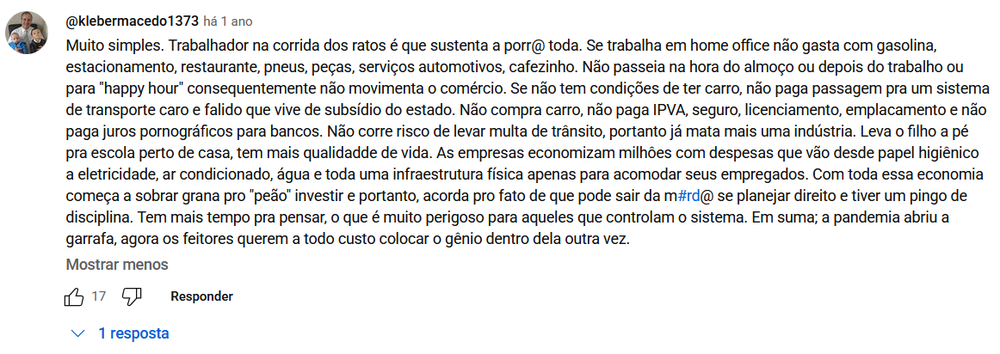 @klebermacedo1373 há 1 ano
Muito simples. Trabalhador na corrida dos ratos é que sustenta a porr@ toda. Se trabalha em home office não gasta com gasolina,
estacionamento, restaurante, pneus, peças, serviços automotivos, cafezinho. Não passeia na hora do almoço ou depois do trabalho ou
para "happy hour" consequentemente não movimenta o comércio. Se não tem condições de ter carro, não paga passagem pra um sistema
de transporte caro e falido que vive de subsídio do estado. Não compra carro, não paga IPVA, seguro, licenciamento, emplacamento e não
paga juros pornográficos para bancos. Não corre risco de levar multa de trânsito, portanto já mata mais uma indústria. Leva o filho a pé
pra escola perto de casa, tem mais qualidadde de vida. As empresas economizam milhões com despesas que vão desde papel higiênico
a eletricidade, ar condicionado, água e toda uma infraestrutura física apenas para acomodar seus empregados. Com toda essa economia
começa a sobrar grana pro "peão" investir e portanto, acorda pro fato de que pode sair da m#rd@ se planejar direito e tiver um pingo de
disciplina. Tem mais tempo pra pensar, o que é muito perigoso para aqueles que controlam o sistema. Em suma; a pandemia abriu a
garrafa, agora os feitores querem a todo custo colocar o gênio dentro dela outra vez.
Mostrar menos
17 Responder
1 resposta